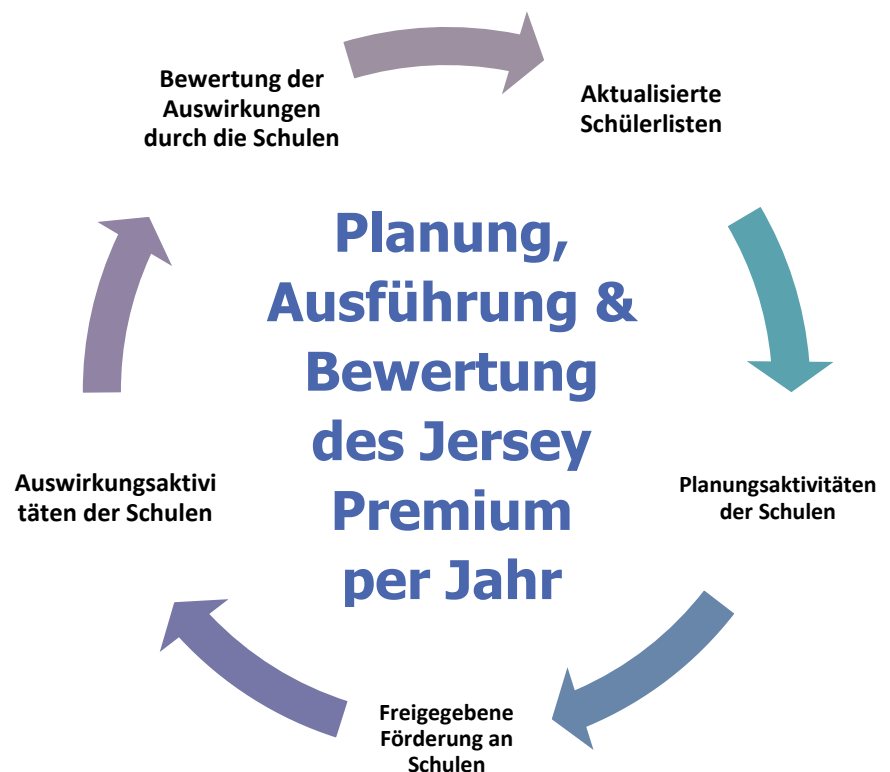 Bewertung der
Auswirkungen
durch die Schulen
Aktualisierte
Schülerlisten
Planung,
Ausführung &
Bewertung
des Jersey
Premium
per Jahr
Auswirkungsaktivi
täten der Schulen
Planungsaktivitäten
der Schulen
Freigegebene
Förderung an
Schulen